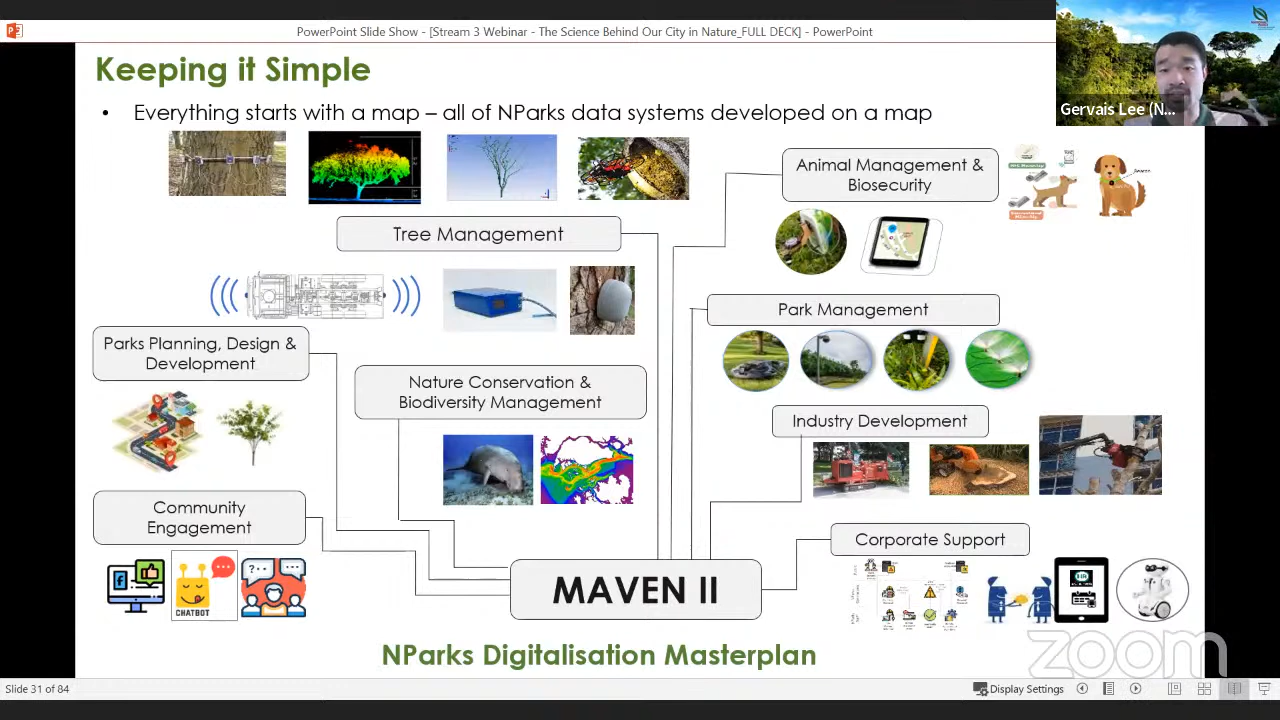 PowerPoint Slide Show - [Stream 3 Webinar - The Science Behind Our City in Nature_FULL DECK] - PowerPoint
Gervais Lee (N...
Keeping it Simple
• Everything starts with a map – all of NParks data systems developed on a map
Animal Management &
Biosecurity
Tree Management
Park Management
Parks Planning, Design &
Development
Nature Conservation &
Biodiversity Management
Industry Development
Community
Engagement
Corporate Support
CHATBOT
MAVEN II
NParks Digitalisation Masterplan
zoom
Slide 31 of 84
Display Settings